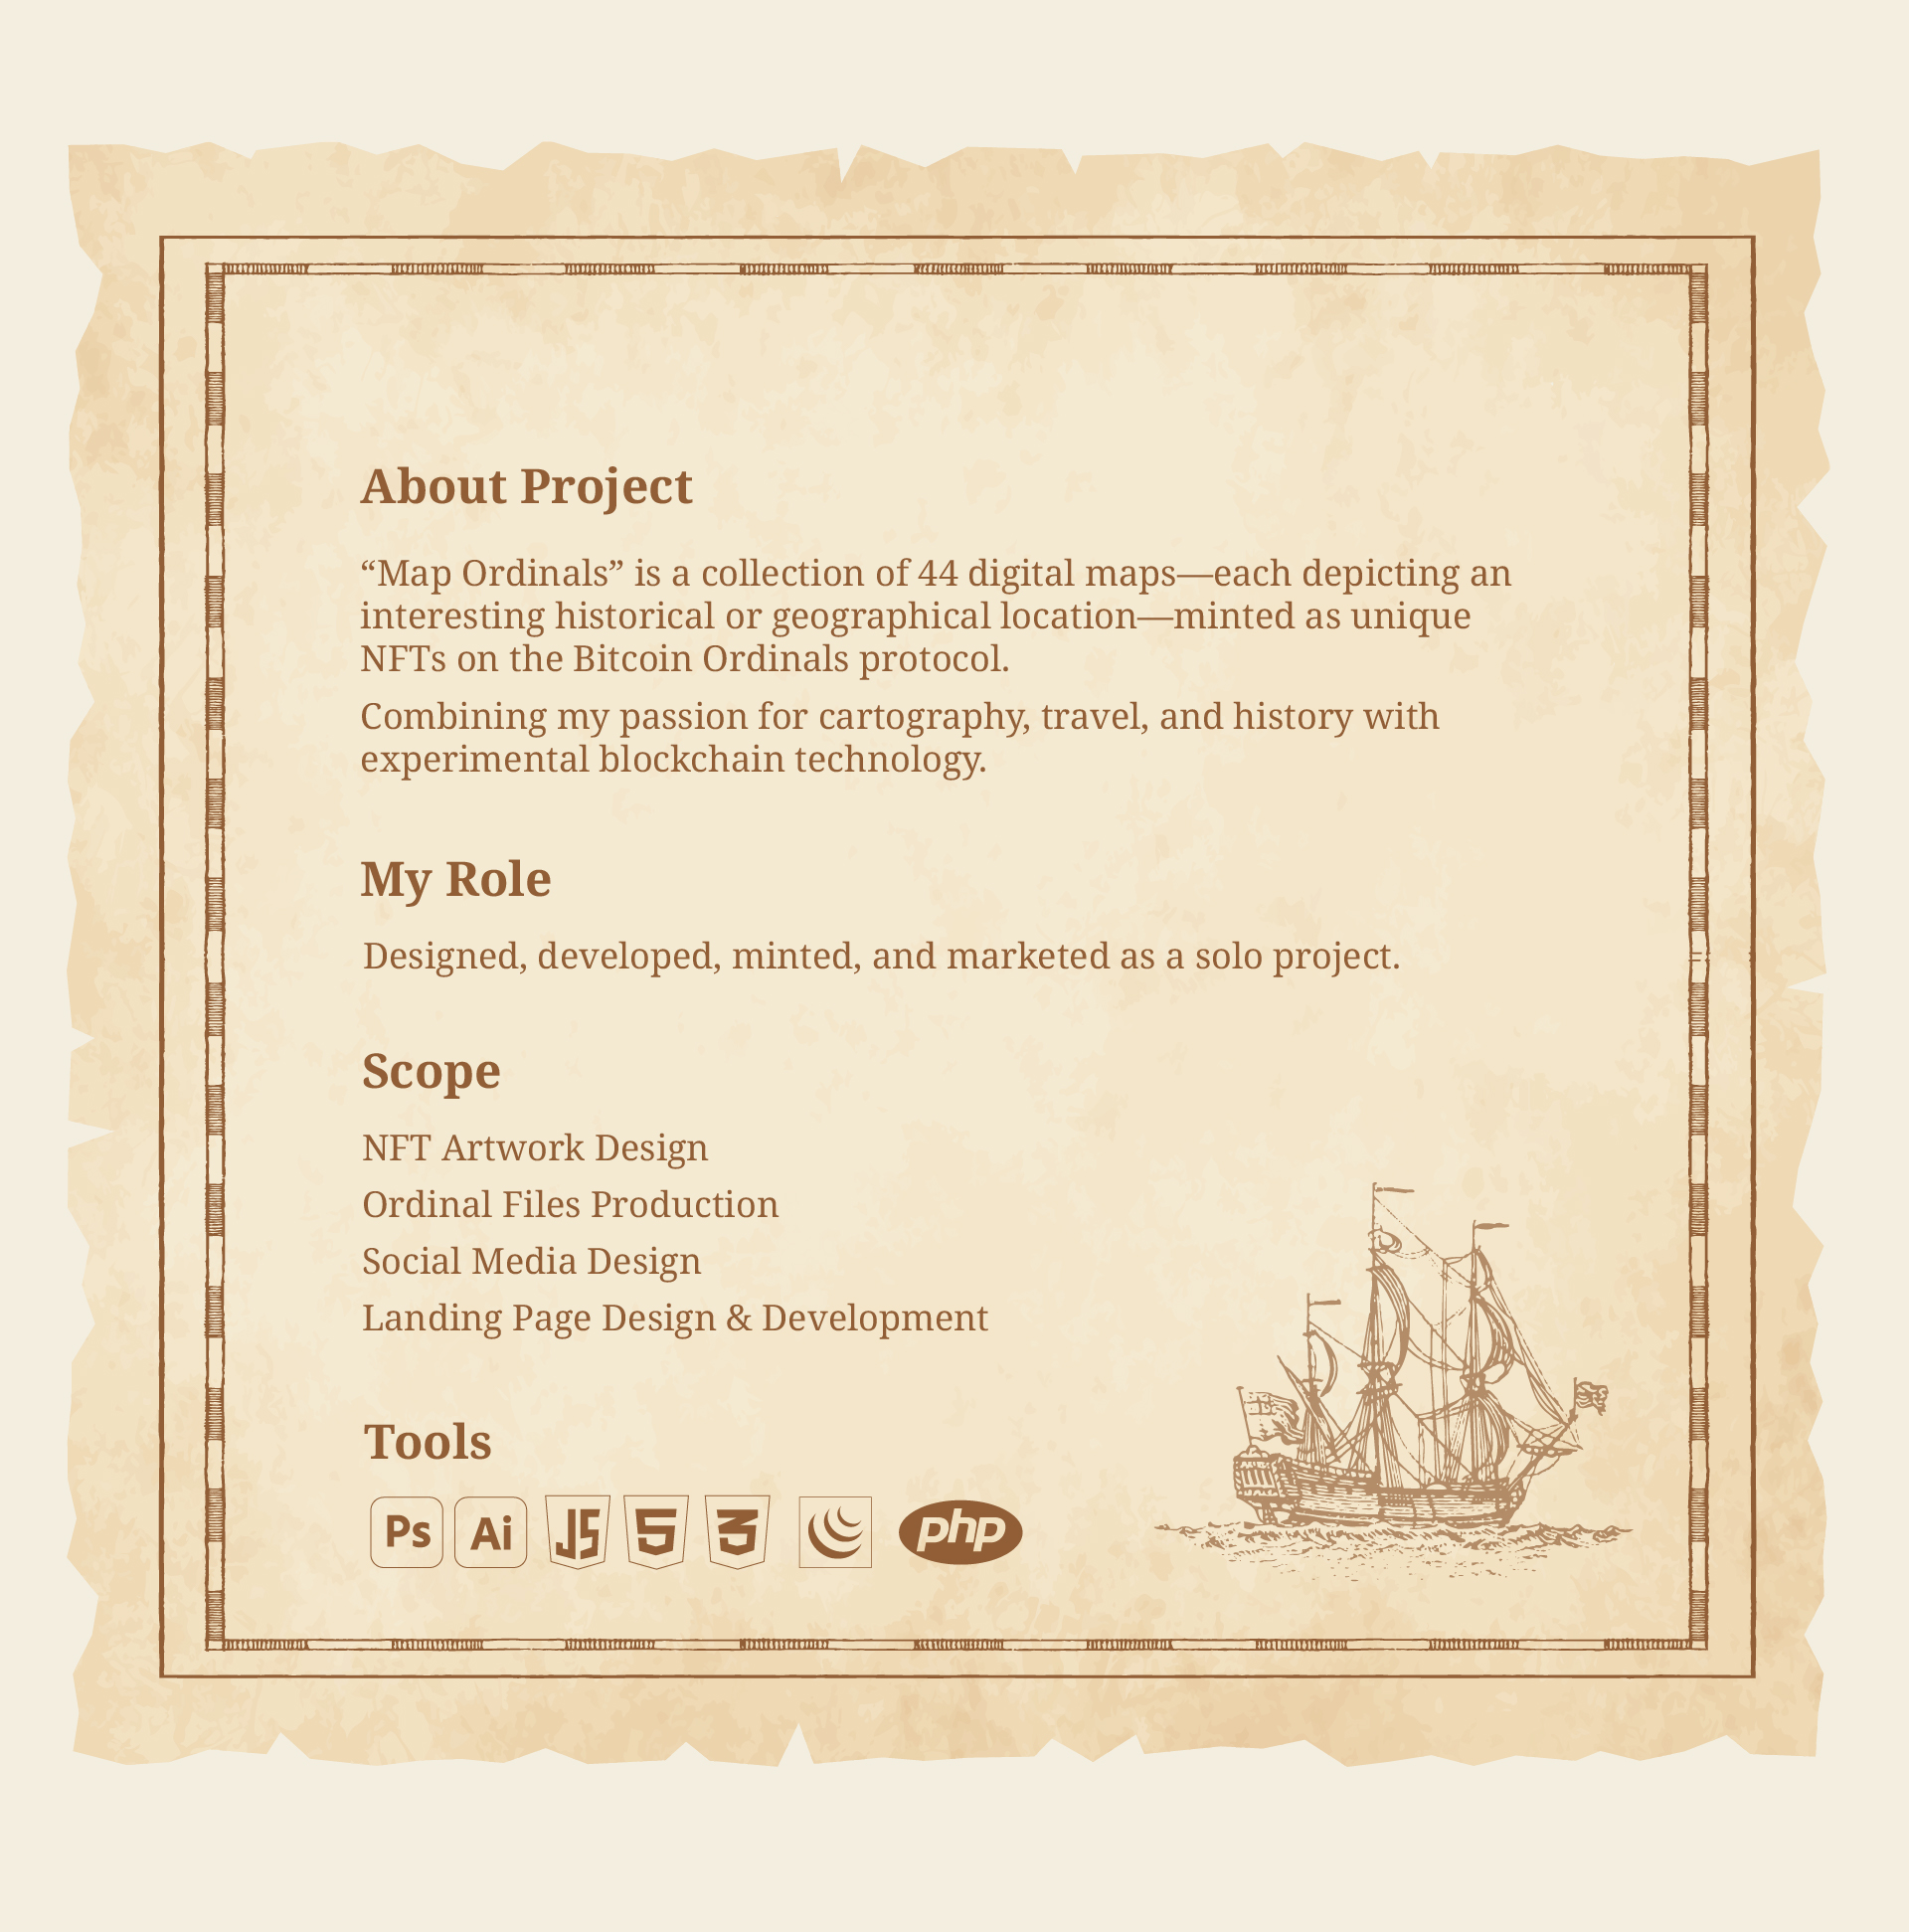 About Project
“Map Ordinals” is a collection of 44 digital maps—each depicting an
interesting historical or geographical location—minted as unique
NFTs on the Bitcoin Ordinals protocol.
Combining my passion for cartography, travel, and history with
experimental blockchain technology.
My Role
Designed, developed, minted, and marketed as a solo project.
Scope
NFT Artwork Design
Ordinal Files Production
Social Media Design
Landing Page Design & Development
Tools
Ps Ai JS 5 3 php